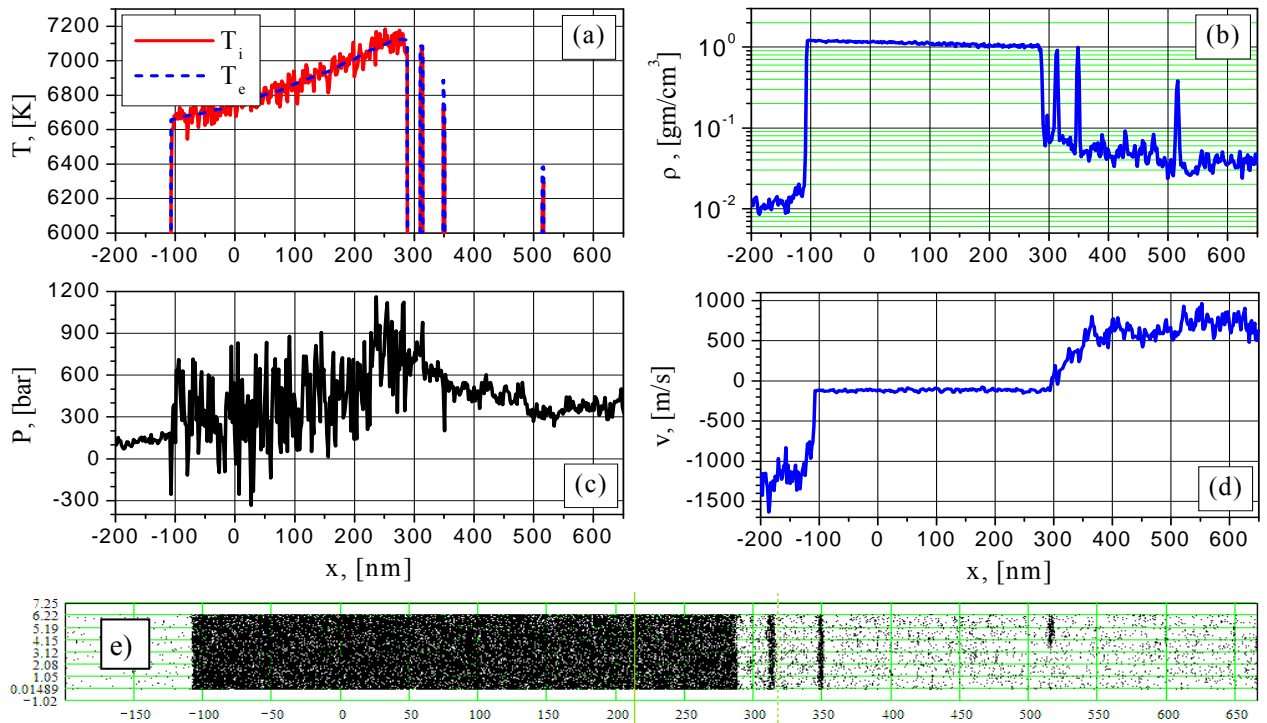 7200
7000
6800
6600
6400
6200
6000
T, [K]
T_i
T_e
(a)
-200 -100 0 100 200 300 400 500 600
10^0
10^-1
10^-2
ρ , [gm/cm^3]
(b)
-200 -100 0 100 200 300 400 500 600
1200
900
600
300
0
-300
P, [bar]
(c)
-200 -100 0 100 200 300 400 500 600
x, [nm]
1000
500
0
-500
-1000
-1500
v, [m/s]
(d)
-200 -100 0 100 200 300 400 500 600
x, [nm]
7.25
6.22
5.19
4.15
3.12
2.08
1.05
0.01489
-1.02
e)
-150 -100 -50 0 50 100 150 200 250 300 350 400 450 500 550 600 650